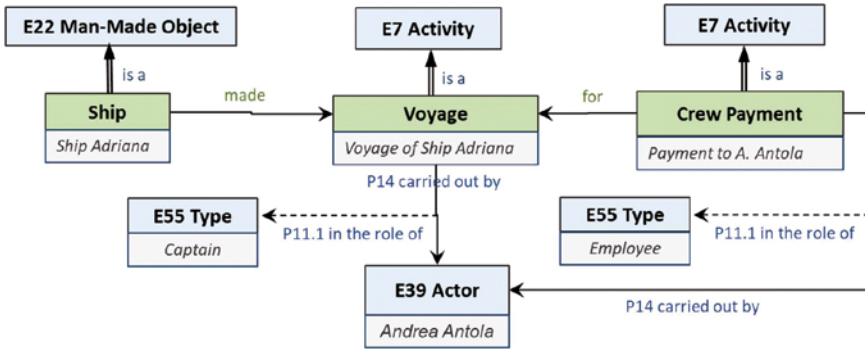 E22 Man-Made Object
E7 Activity
E7 Activity
is a
is a
is a
Ship
made
Voyage
for
Crew Payment
Ship Adriana
Voyage of Ship Adriana
Payment to A. Antola
P14 carried out by
E55 Type
P11.1 in the role of
E55 Type
P11.1 in the role of
Captain
Employee
E39 Actor
P14 carried out by
Andrea Antola